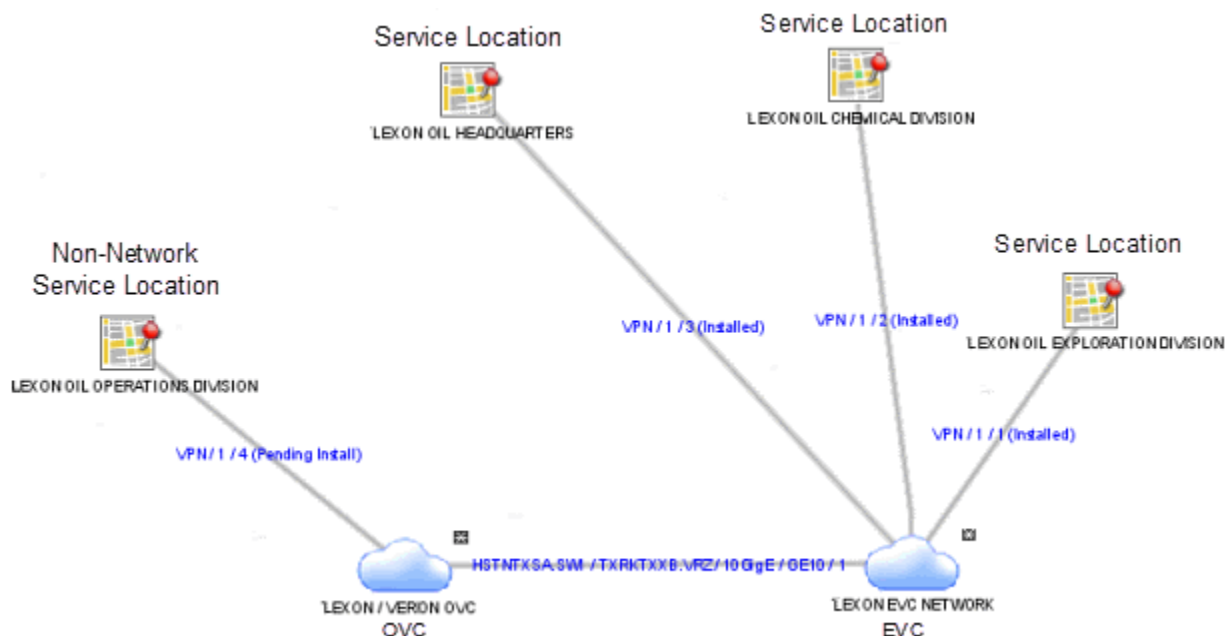 Service Location
LEXON OIL HEADQUARTERS
Service Location
LEXON OIL CHEMICAL DIVISION
Non-Network
Service Location
LEXON OIL OPERATIONS DIVISION
Service Location
LEXON OIL EXPLORATION DIVISION
VPN / 1 / 3 (Installed)
VPN / 1 / 2 (Installed)
VPN / 1 / 1 (Installed)
VPN / 1 / 4 (Pending Install)
HSTNTXSA.SWI / TXRKTXXB.VRZ / 10GigE / GE10 / 1
LEXON / VERION OVC
OVC
LEXON EVC NETWORK
EVC